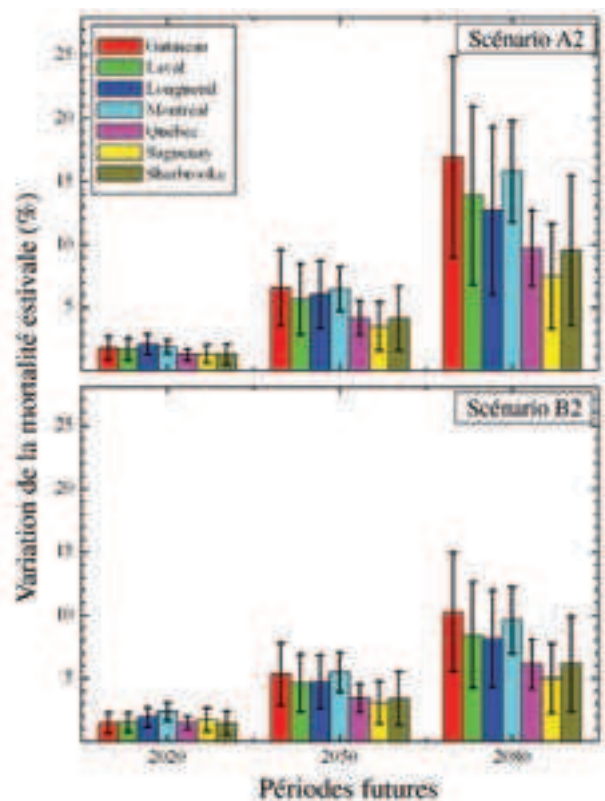 Scénario A2
Gatineau
Laval
Longueuil
Montréal
Québec
Saguenay
Sherbrooke
25
20
15
10
5
Variation de la mortalité estivale (%)
Scénario B2
25
20
15
10
5
2020
2050
2080
Périodes futures